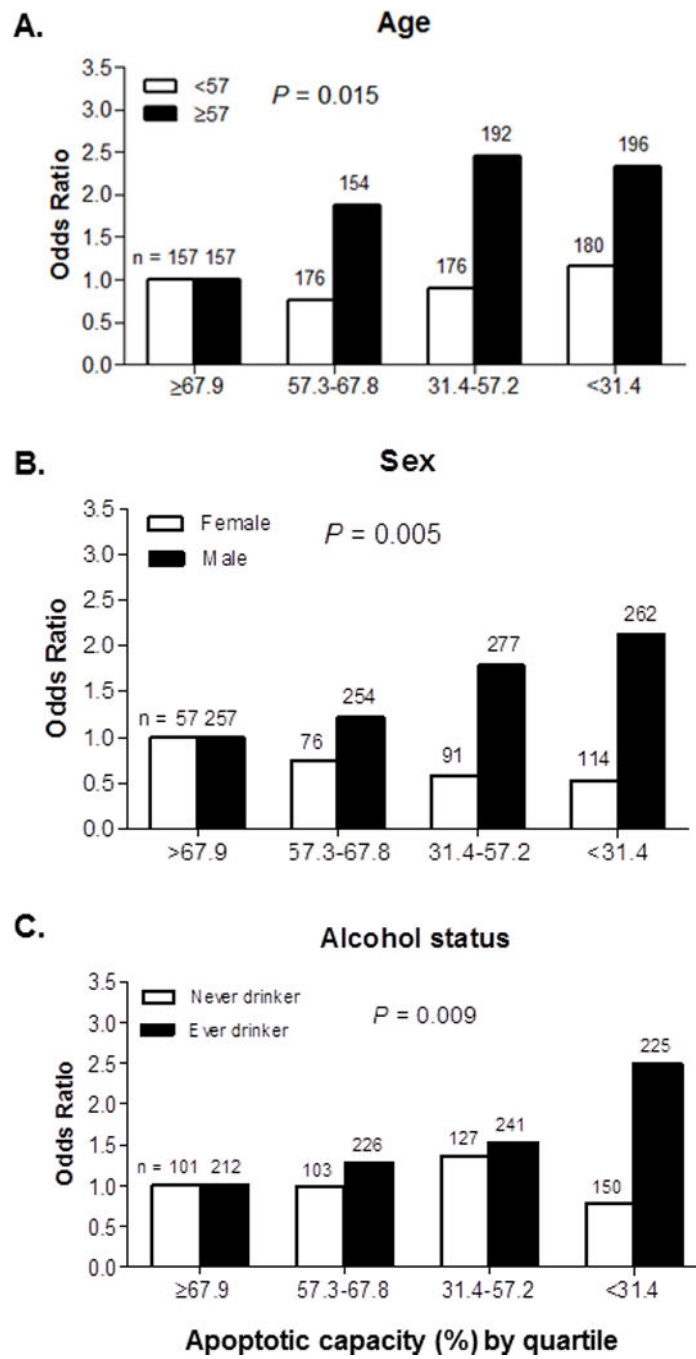 A.
Age
Odds Ratio
3.5
3.0
2.5
2.0
1.5
1.0
0.5
0.0
<57
≥57
P = 0.015
n = 157 157
176 154
176 192
180 196
≥67.9 57.3-67.8 31.4-57.2 <31.4
B.
Sex
Odds Ratio
3.5
3.0
2.5
2.0
1.5
1.0
0.5
0.0
Female
Male
P = 0.005
n = 57 257
76 254
91 277
114 262
>67.9 57.3-67.8 31.4-57.2 <31.4
C.
Alcohol status
Odds Ratio
3.5
3.0
2.5
2.0
1.5
1.0
0.5
0.0
Never drinker
Ever drinker
P = 0.009
n = 101 212
103 226
127 241
150 225
≥67.9 57.3-67.8 31.4-57.2 <31.4
Apoptotic capacity (%) by quartile